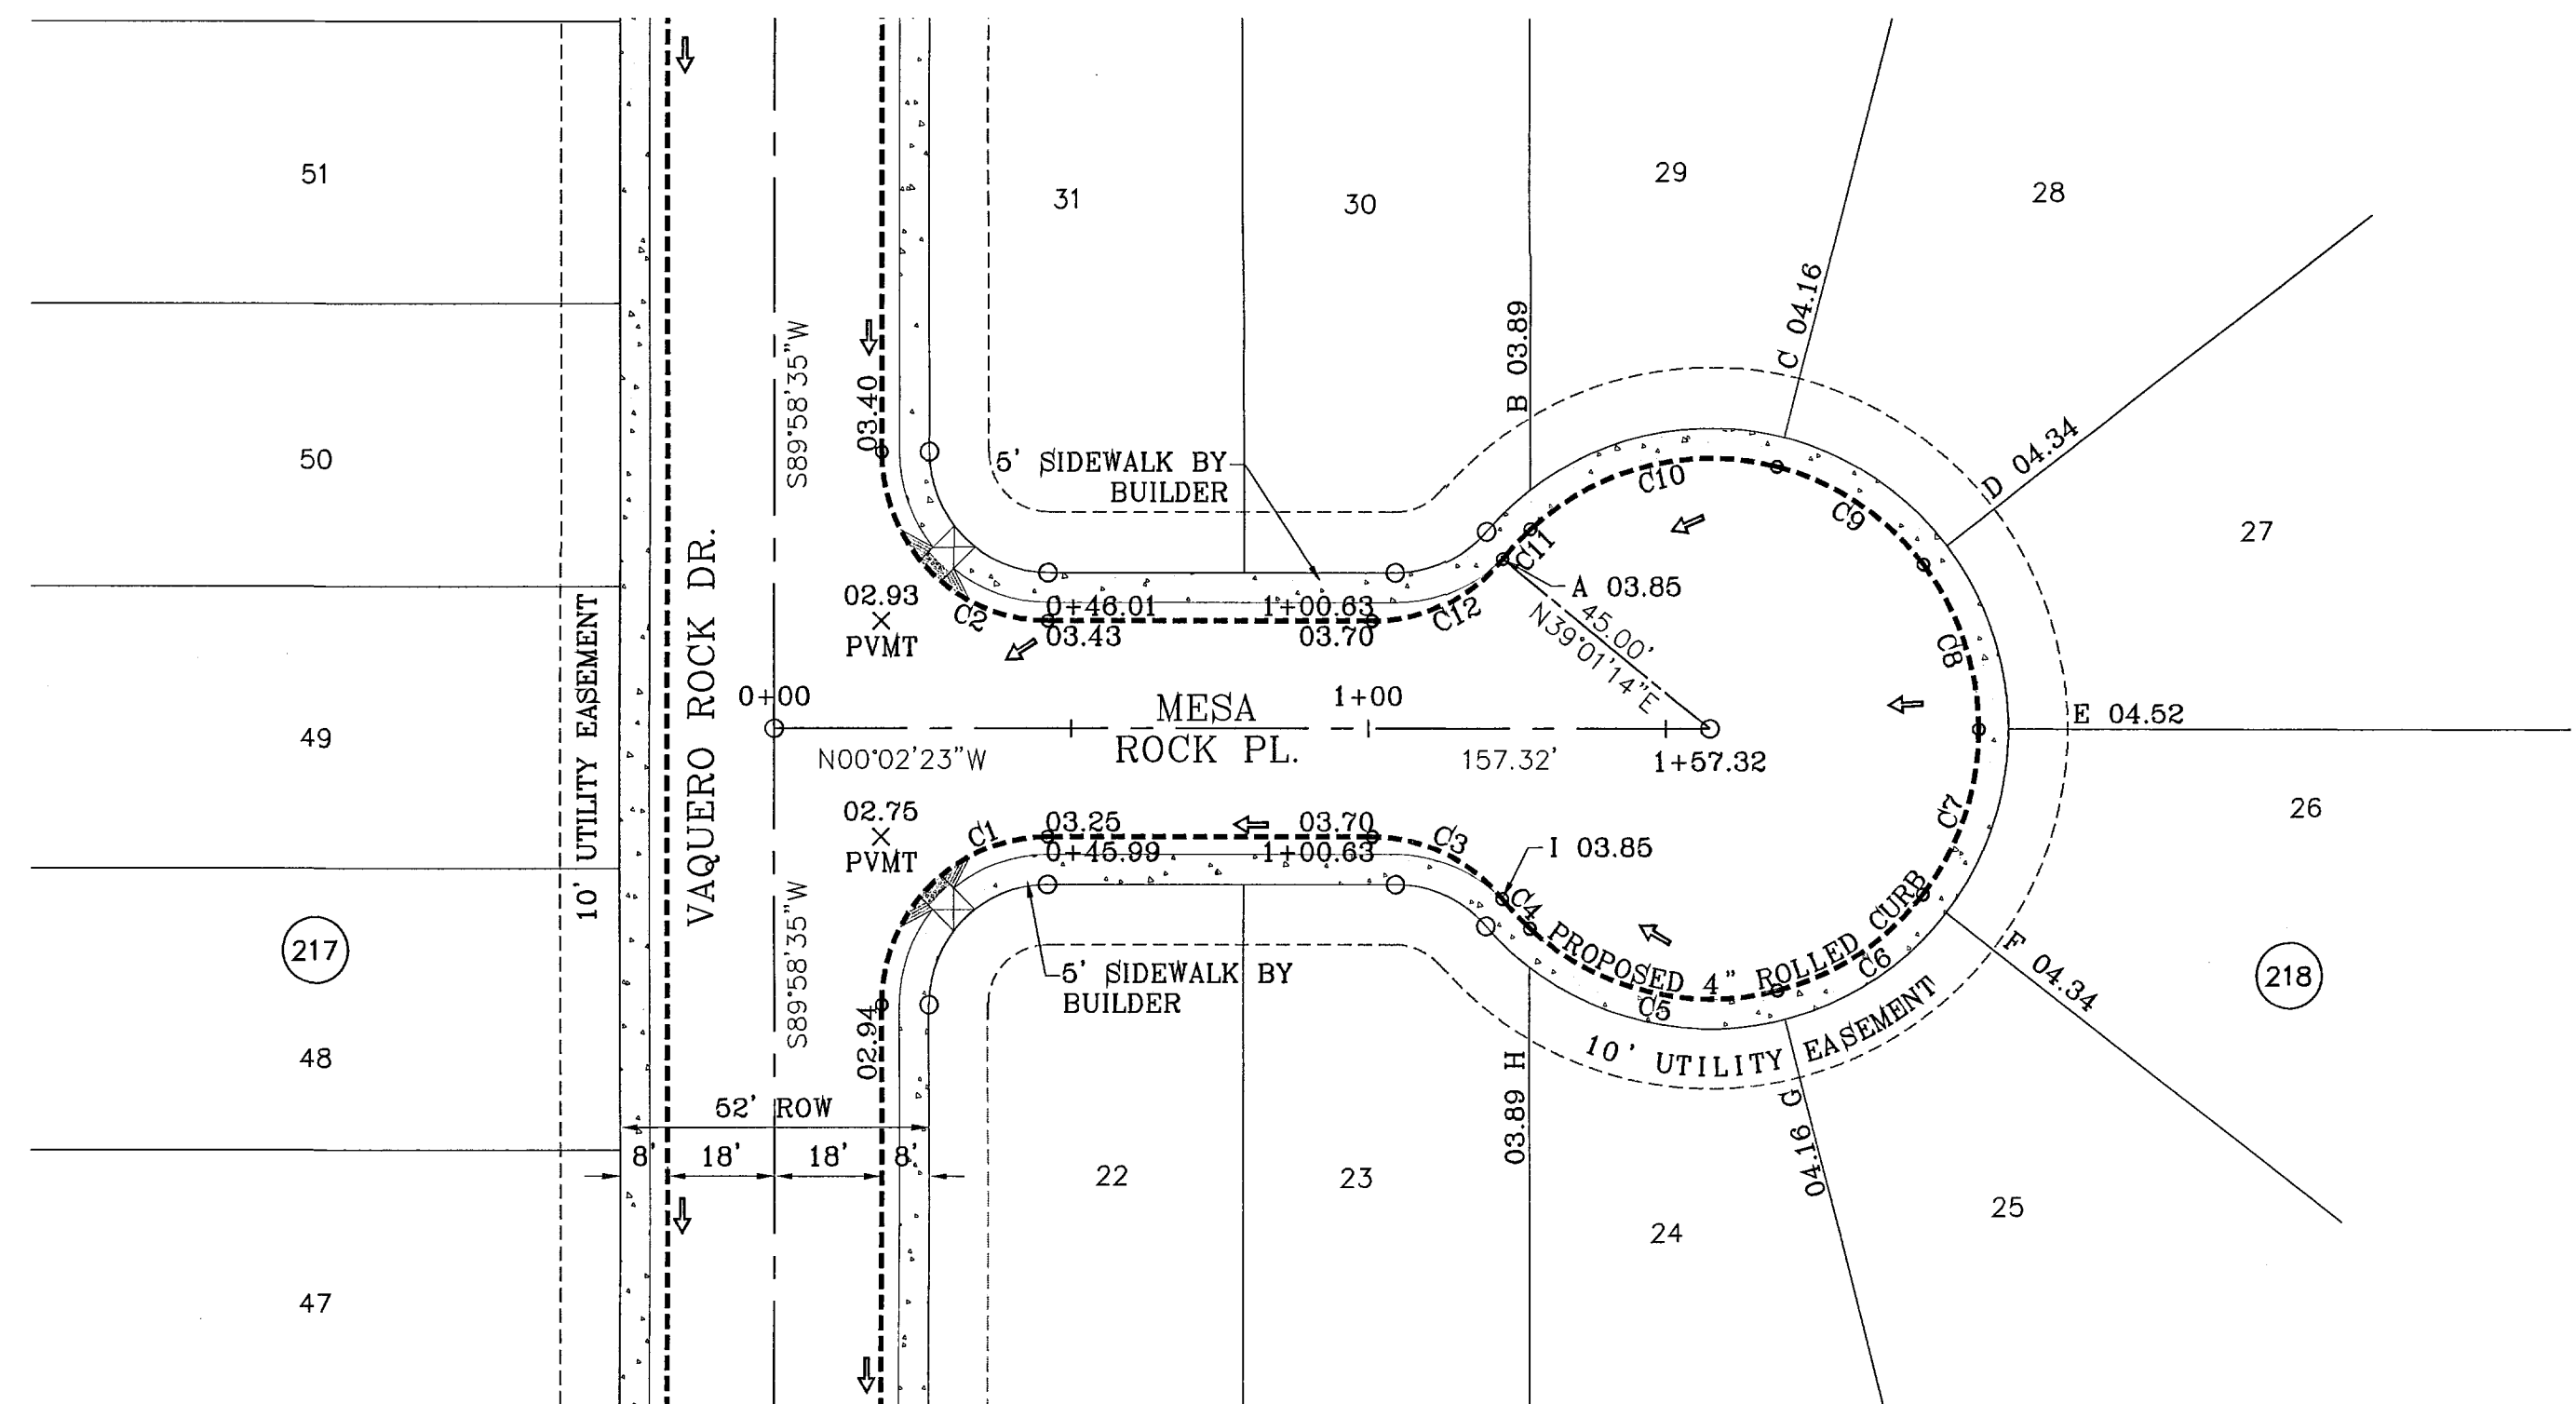 51
50
49
217
48
47
10' UTILITY EASEMENT
VAQUERO ROCK DR.
S89°58'35"W
S89°58'35"W
03.40
02.94
52' ROW
8'
18'
18'
8'
31
30
29
28
27
26
218
25
24
23
22
5' SIDEWALK BY
BUILDER
02.93
PVMT
C2
0+46.01
03.43
1+00.63
03.70
C12
C11
A 03.85
45.00'
N39°01'14"E
B 03.89
C 04.16
D 04.34
E 04.52
F 04.34
G 04.16
H 03.89
I 03.85
C10
C9
C8
C7
C6
C5
C4
C3
0+00
1+00
MESA
ROCK PL.
N00°02'23"W
157.32'
1+57.32
02.75
PVMT
C1
03.25
0+45.99
03.70
1+00.63
5' SIDEWALK BY
BUILDER
PROPOSED 4" ROLLED CURB
10' UTILITY EASEMENT